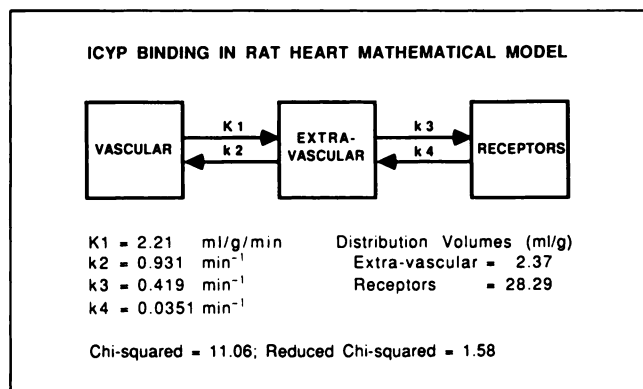 ICYP BINDING IN RAT HEART MATHEMATICAL MODEL
VASCULAR
K1
k2
EXTRA-
VASCULAR
k3
k4
RECEPTORS
K1 = 2.21 ml/g/min
k2 = 0.931 min⁻¹
k3 = 0.419 min⁻¹
k4 = 0.0351 min⁻¹
Distribution Volumes (ml/g)
Extra-vascular = 2.37
Receptors = 28.29
Chi-squared = 11.06; Reduced Chi-squared = 1.58